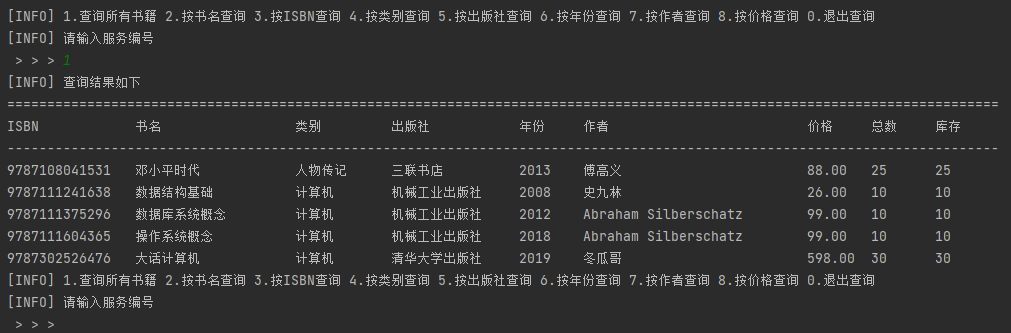 [INFO] 1.查询所有书籍 2.按书名查询 3.按ISBN查询 4.按类别查询 5.按出版社查询 6.按年份查询 7.按作者查询 8.按价格查询 0.退出查询
[INFO] 请输入服务编号
> > > 1
[INFO] 查询结果如下
============================================================================================================================
ISBN 书名 类别 出版社 年份 作者 价格 总数 库存
----------------------------------------------------------------------------------------------------------------------------
9787108041531 邓小平时代 人物传记 三联书店 2013 傅高义 88.00 25 25
9787111241638 数据结构基础 计算机 机械工业出版社 2008 史九林 26.00 10 10
9787111375296 数据库系统概念 计算机 机械工业出版社 2012 Abraham Silberschatz 99.00 10 10
9787111604365 操作系统概念 计算机 机械工业出版社 2018 Abraham Silberschatz 99.00 10 10
9787302526476 大话计算机 计算机 清华大学出版社 2019 冬瓜哥 598.00 30 30
[INFO] 1.查询所有书籍 2.按书名查询 3.按ISBN查询 4.按类别查询 5.按出版社查询 6.按年份查询 7.按作者查询 8.按价格查询 0.退出查询
[INFO] 请输入服务编号
> > >